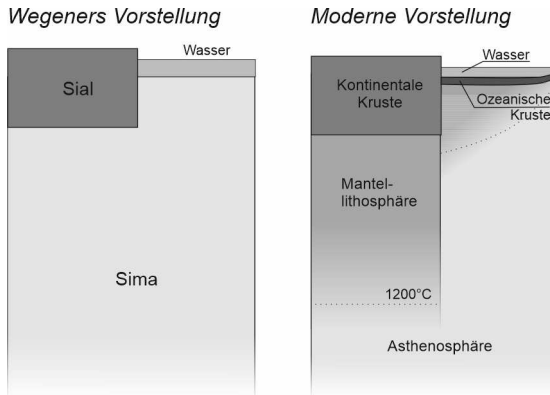 Wegeners Vorstellung
Wasser
Sial
Sima
Moderne Vorstellung
Wasser
Kontinentale
Kruste
Ozeanische
Kruste
Mantel-
lithosphäre
1200°C
Asthenosphäre